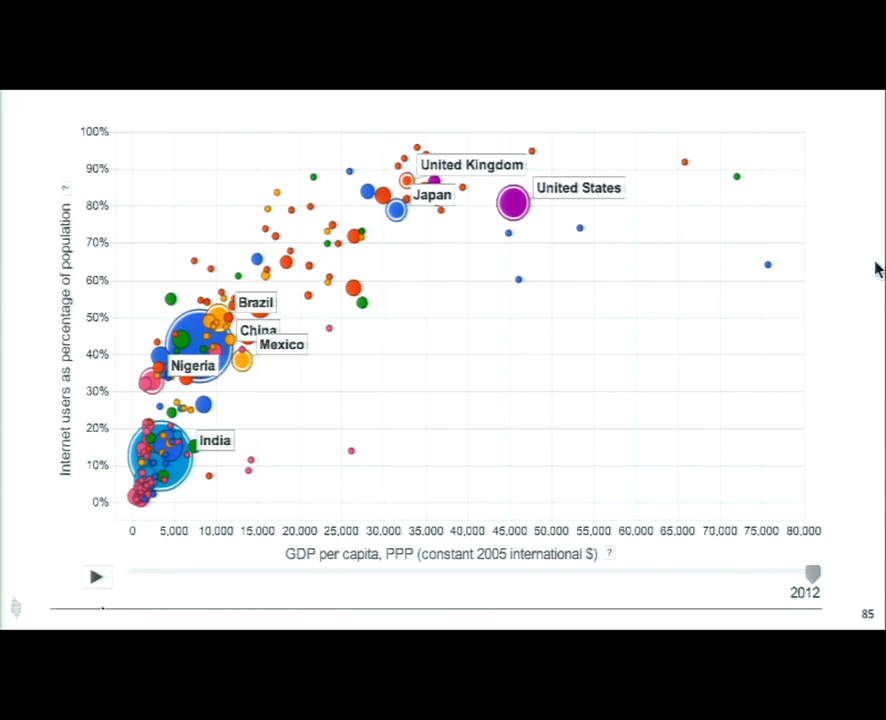 100%
90%
80%
70%
60%
50%
40%
30%
20%
10%
0%
Internet users as percentage of population ?
United Kingdom
United States
Japan
Brazil
China
Mexico
Nigeria
India
0 5,000 10,000 15,000 20,000 25,000 30,000 35,000 40,000 45,000 50,000 55,000 60,000 65,000 70,000 75,000 80,000
GDP per capita, PPP (constant 2005 international $) ?
2012
85